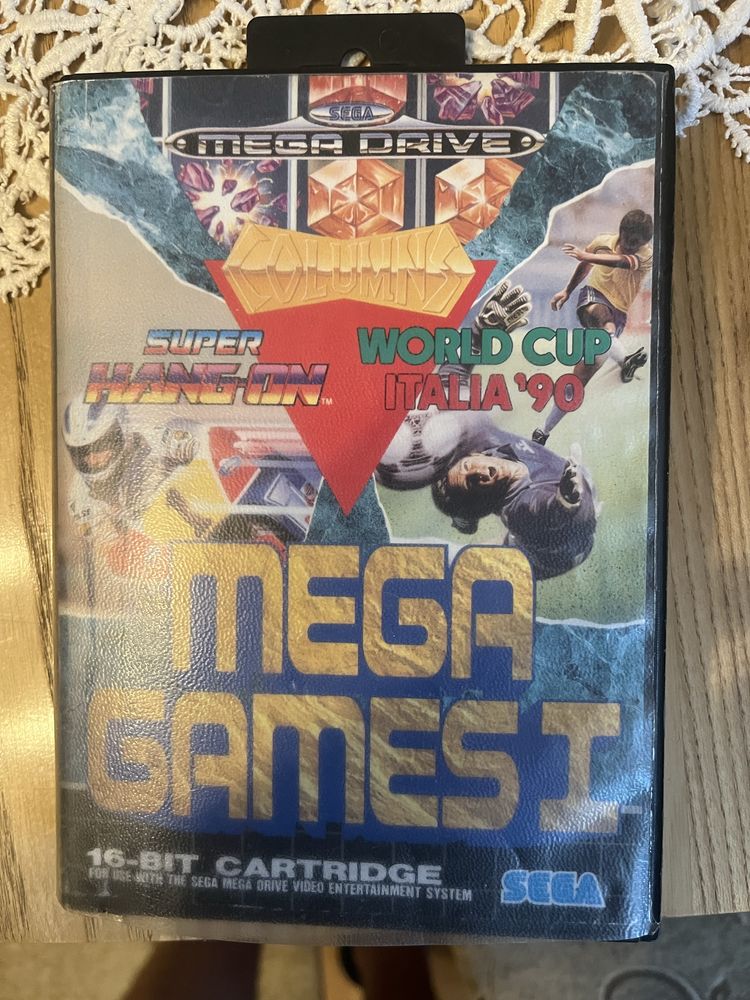 SEGA
MEGA DRIVE
COLUMNS
SUPER
HANG-ON™
WORLD CUP
ITALIA '90
MEGA
GAMES I
16-BIT CARTRIDGE
FOR USE WITH THE SEGA MEGA DRIVE VIDEO ENTERTAINMENT SYSTEM
SEGA